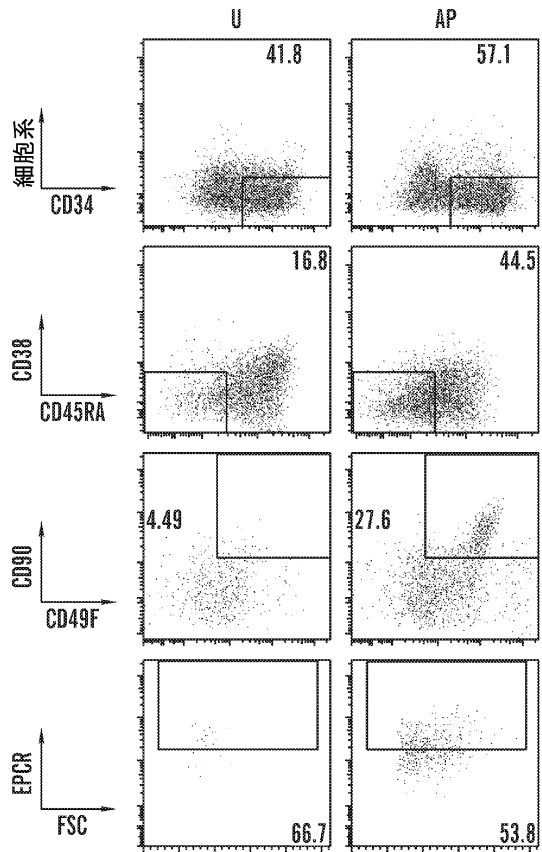 U
AP
41.8
57.1
細胞系
CD34
16.8
44.5
CD38
CD45RA
4.49
27.6
CD90
CD49F
EPCR
FSC
66.7
53.8